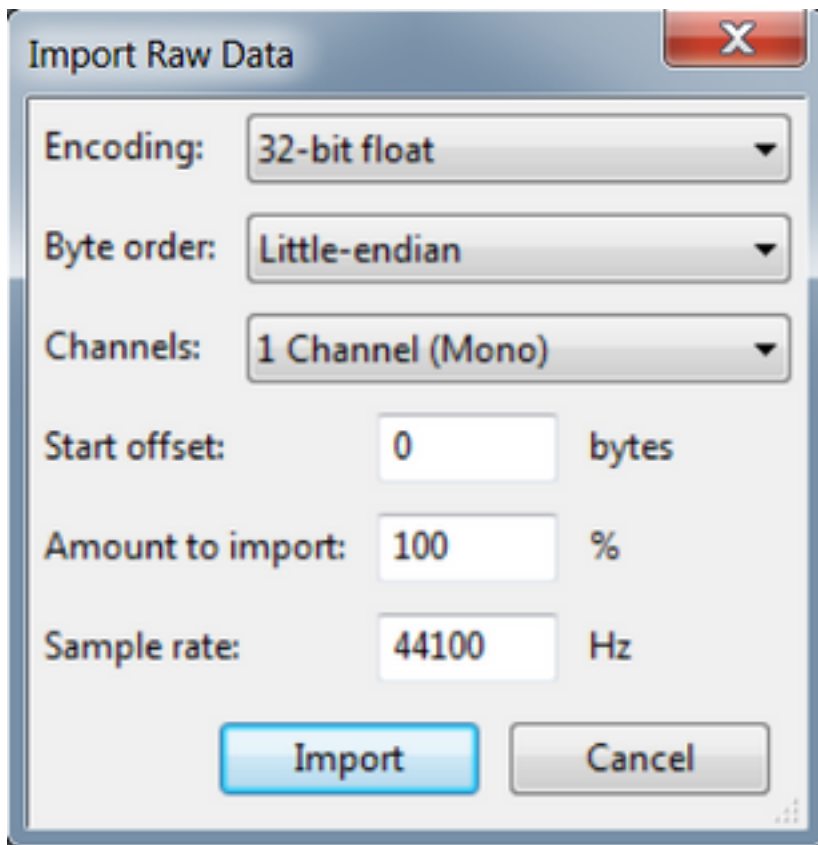 Import Raw Data
Encoding: 32-bit float
Byte order: Little-endian
Channels: 1 Channel (Mono)
Start offset: 0 bytes
Amount to import: 100 %
Sample rate: 44100 Hz
Import Cancel